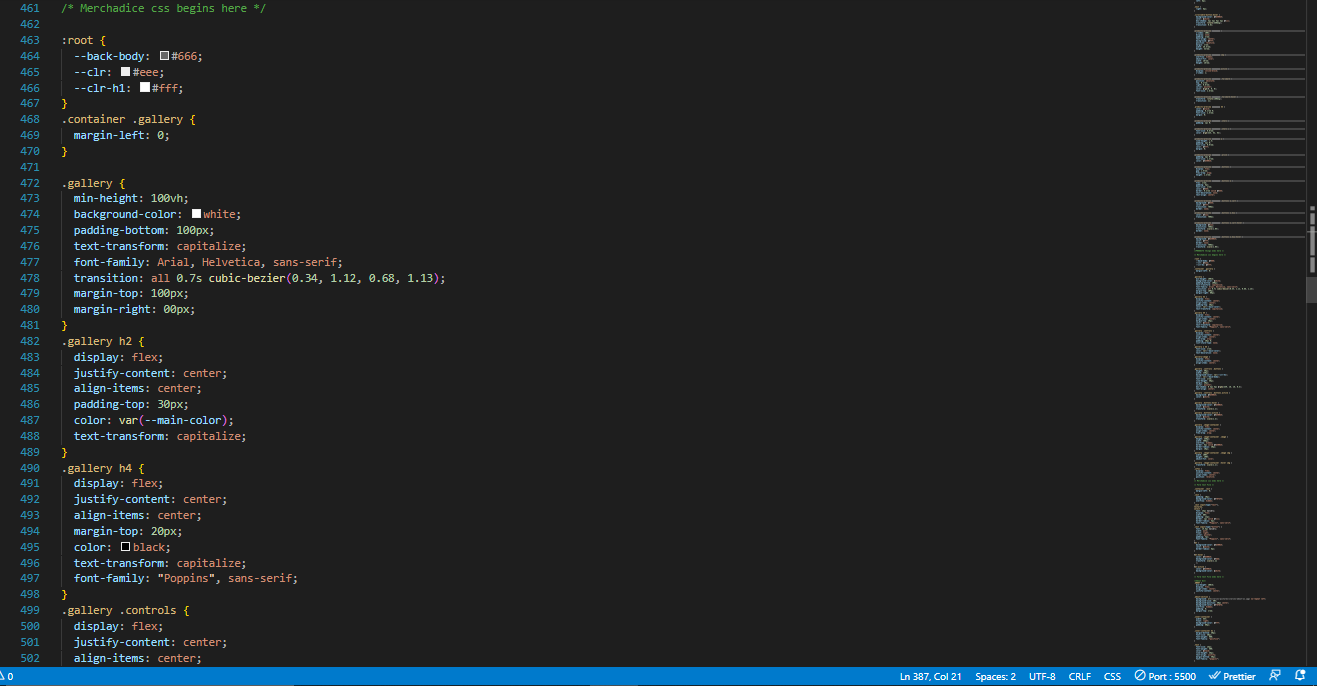 461 /* Merchadice css begins here */
462
463 :root {
464   --back-body: #666;
465   --clr: #eee;
466   --clr-h1: #fff;
467 }
468 .container .gallery {
469   margin-left: 0;
470 }
471
472 .gallery {
473   min-height: 100vh;
474   background-color: white;
475   padding-bottom: 100px;
476   text-transform: capitalize;
477   font-family: Arial, Helvetica, sans-serif;
478   transition: all 0.7s cubic-bezier(0.34, 1.12, 0.68, 1.13);
479   margin-top: 100px;
480   margin-right: 00px;
481 }
482 .gallery h2 {
483   display: flex;
484   justify-content: center;
485   align-items: center;
486   padding-top: 30px;
487   color: var(--main-color);
488   text-transform: capitalize;
489 }
490 .gallery h4 {
491   display: flex;
492   justify-content: center;
493   align-items: center;
494   margin-top: 20px;
495   color: black;
496   text-transform: capitalize;
497   font-family: "Poppins", sans-serif;
498 }
499 .gallery .controls {
500   display: flex;
501   justify-content: center;
502   align-items: center;
0 Ln 387, Col 21 Spaces: 2 UTF-8 CRLF CSS Port : 5500 Prettier